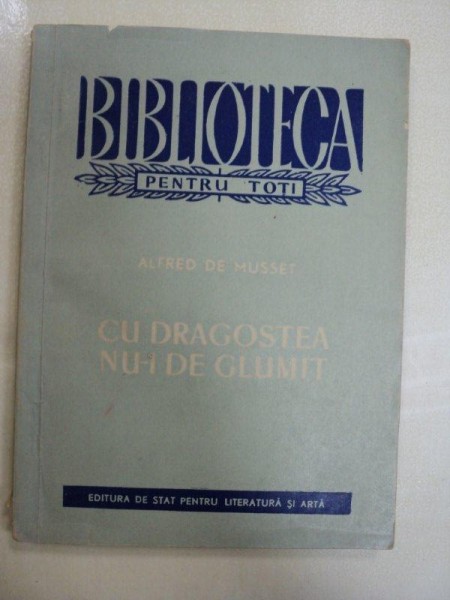 BIBLIOTECA
PENTRU TOȚI
ALFRED DE MUSSET
CU DRAGOSTEA
NU-I DE GLUMIT
EDITURA DE STAT PENTRU LITERATURĂ ȘI ARTĂ